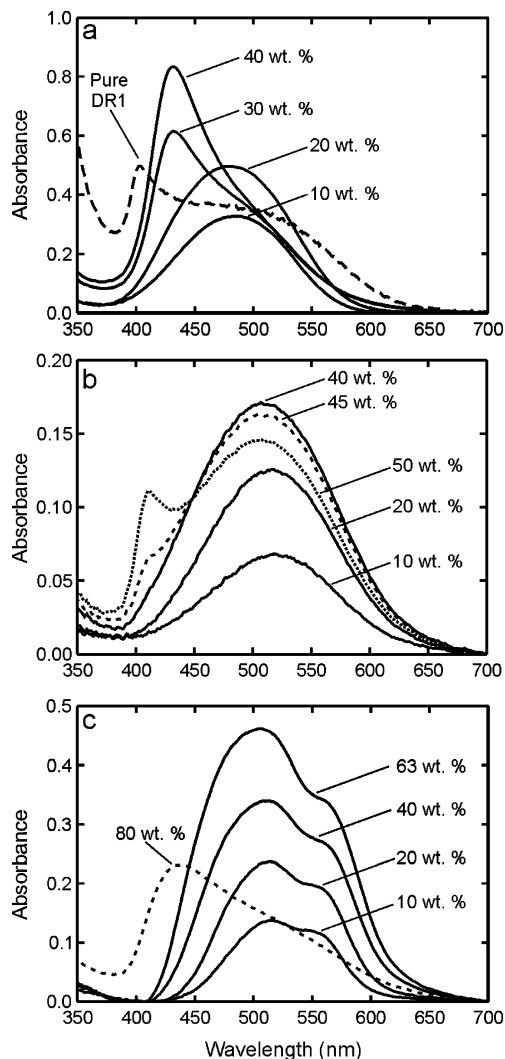 a
1.0
0.8
0.6
0.4
0.2
0.0
Absorbance
Pure
DR1
40 wt. %
30 wt. %
20 wt. %
10 wt. %
350 400 450 500 550 600 650 700
b
0.20
0.15
0.10
0.05
0.00
Absorbance
40 wt. %
45 wt. %
50 wt. %
20 wt. %
10 wt. %
350 400 450 500 550 600 650 700
c
0.5
0.4
0.3
0.2
0.1
0.0
Absorbance
80 wt. %
63 wt. %
40 wt. %
20 wt. %
10 wt. %
350 400 450 500 550 600 650 700
Wavelength (nm)